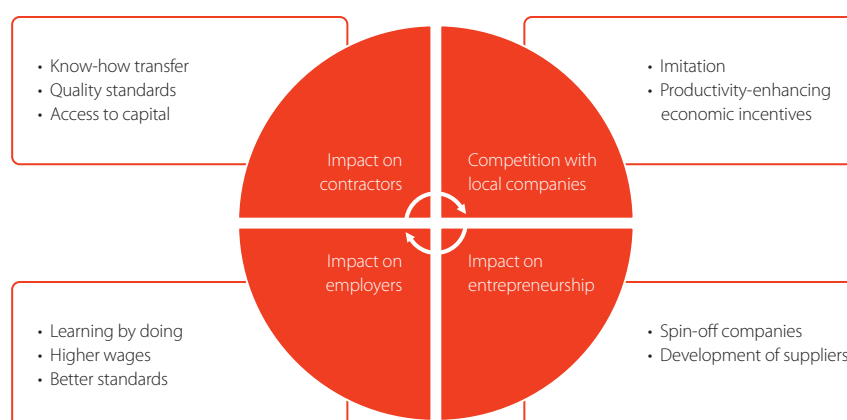 • Know-how transfer
• Quality standards
• Access to capital
Impact on
contractors
Competition with
local companies
• Imitation
• Productivity-enhancing
economic incentives
• Learning by doing
• Higher wages
• Better standards
Impact on
employers
Impact on
entrepreneurship
• Spin-off companies
• Development of suppliers